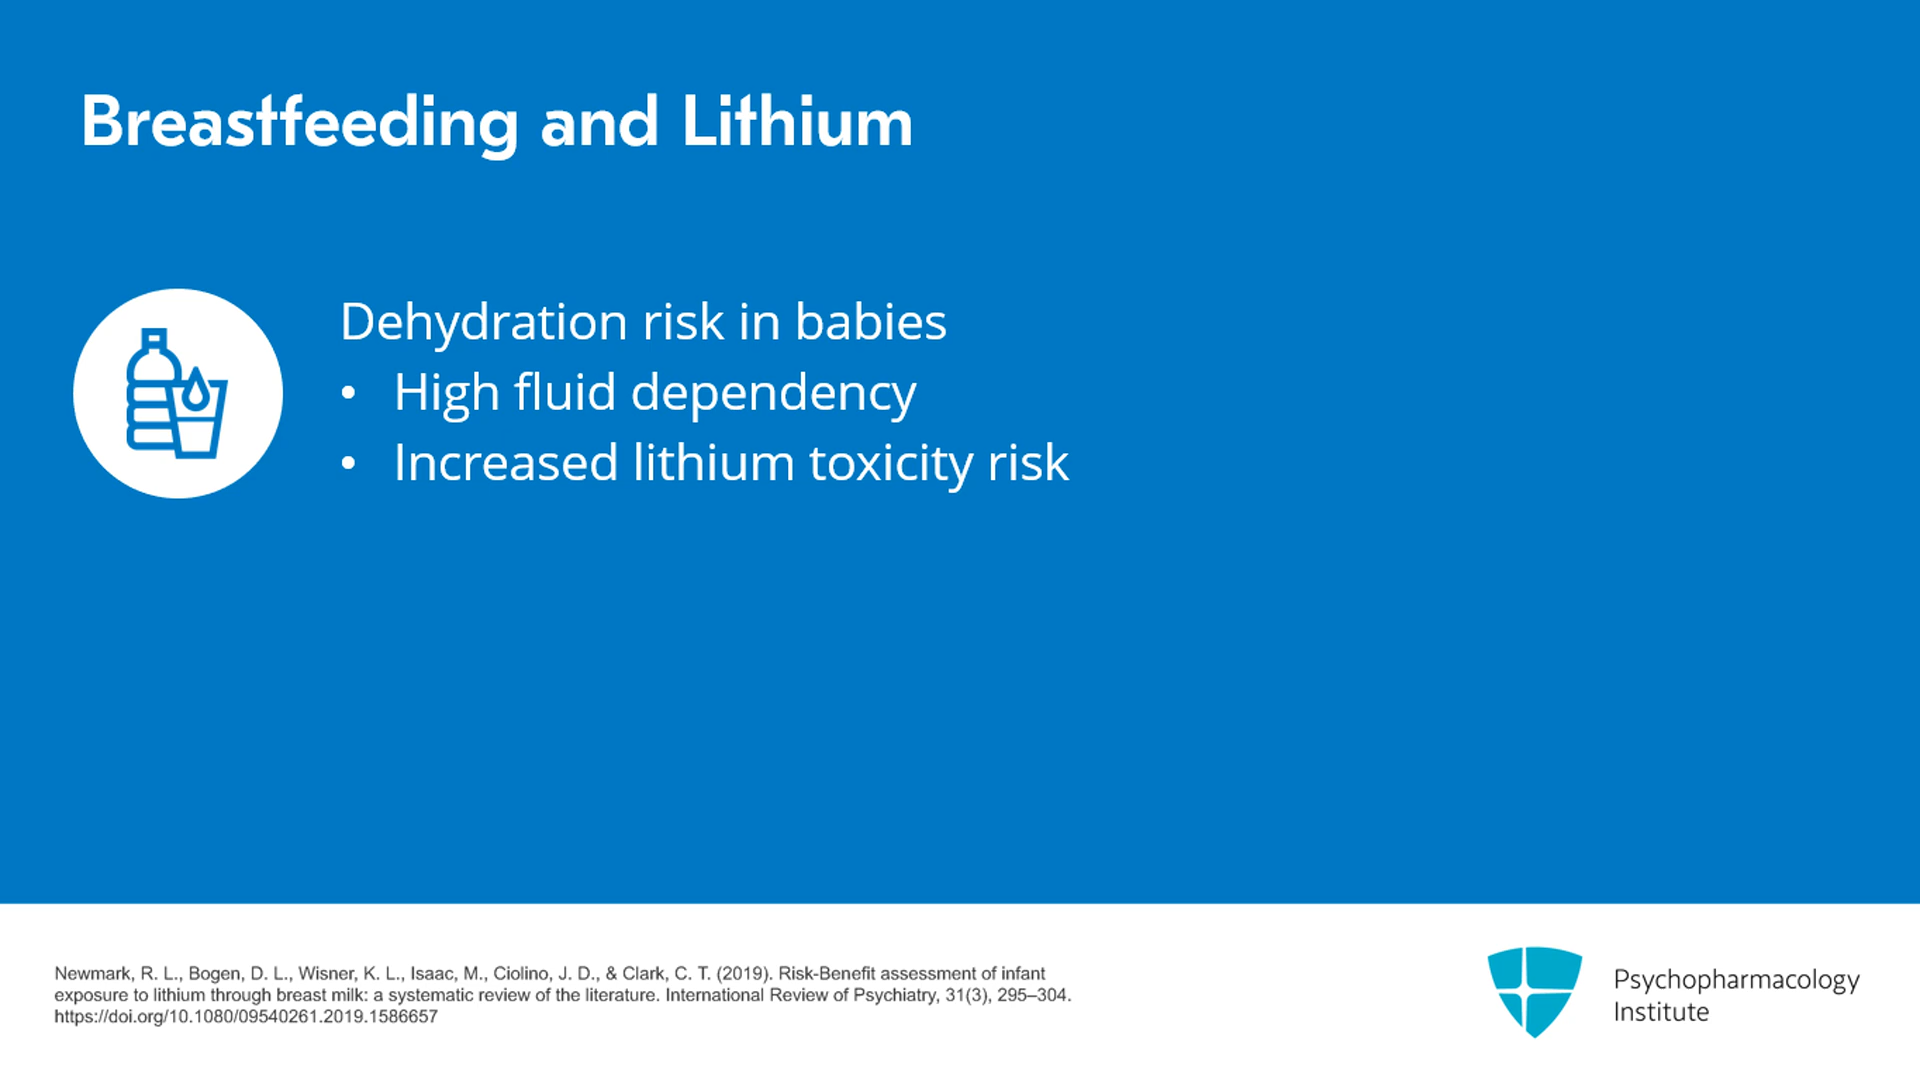 Breastfeeding and Lithium
Dehydration risk in babies
• High fluid dependency
• Increased lithium toxicity risk
Newmark, R. L., Bogen, D. L., Wisner, K. L., Isaac, M., Ciolino, J. D., & Clark, C. T. (2019). Risk-Benefit assessment of infant
exposure to lithium through breast milk: a systematic review of the literature. International Review of Psychiatry, 31(3), 295–304.
https://doi.org/10.1080/09540261.2019.1586657
Psychopharmacology
Institute